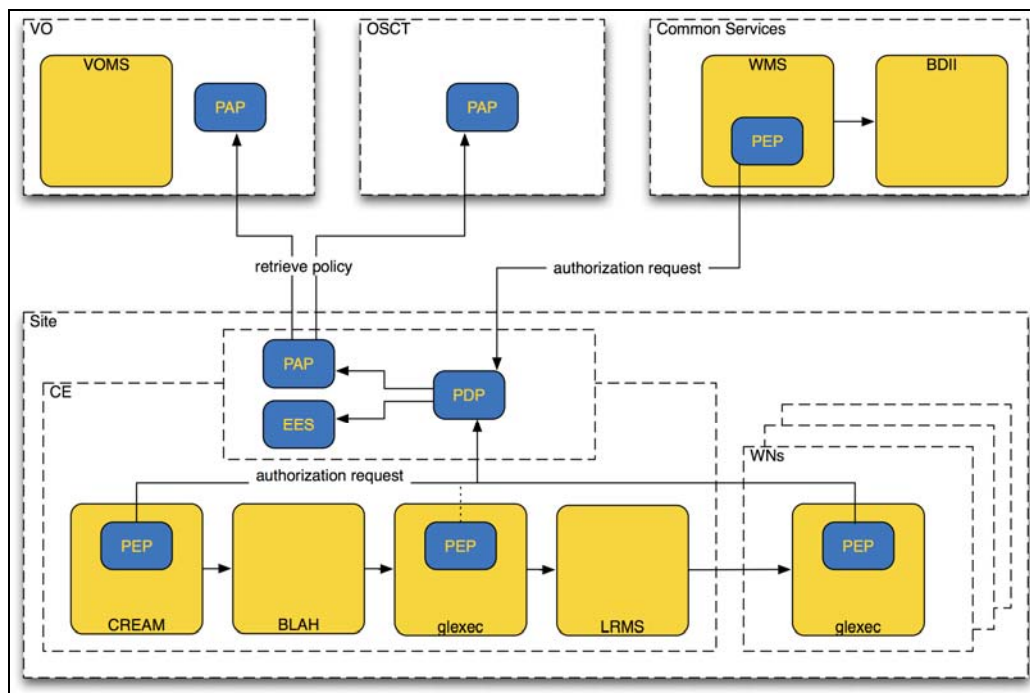 VO
VOMS
PAP
OSCT
PAP
Common Services
WMS
PEP
BDII
retrieve policy
authorization request
Site
CE
PAP
EES
PDP
authorization request
WNs
PEP
CREAM
BLAH
PEP
glexec
LRMS
PEP
glexec